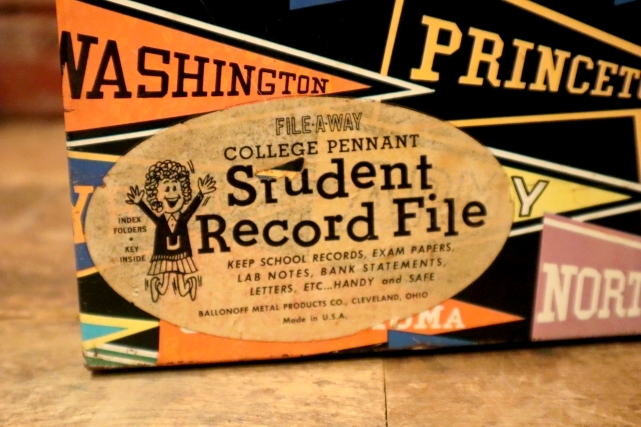 WASHINGTON
PRINCET
FILE-A-WAY
COLLEGE PENNANT
Student
Record File
INDEX
FOLDERS
•
KEY
INSIDE
KEEP SCHOOL RECORDS, EXAM PAPERS,
LAB NOTES, BANK STATEMENTS,
LETTERS, ETC...HANDY and SAFE
BALLONOFF METAL PRODUCTS CO., CLEVELAND, OHIO
Made in U.S.A.
U
Y
Y
NORT
OMA